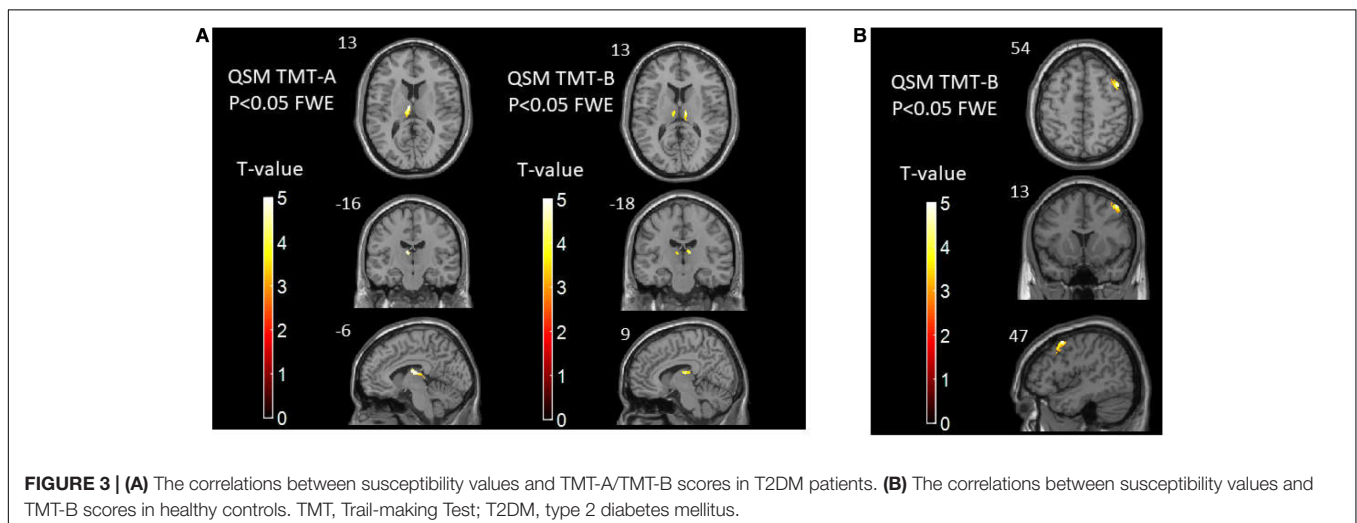 A
13
QSM TMT-A
P<0.05 FWE
T-value
5
4
3
2
1
0
-16
-6
13
QSM TMT-B
P<0.05 FWE
T-value
5
4
3
2
1
0
-18
9
B
54
QSM TMT-B
P<0.05 FWE
T-value
5
4
3
2
1
0
13
47
FIGURE 3 | (A) The correlations between susceptibility values and TMT-A/TMT-B scores in T2DM patients. (B) The correlations between susceptibility values and
TMT-B scores in healthy controls. TMT, Trail-making Test; T2DM, type 2 diabetes mellitus.